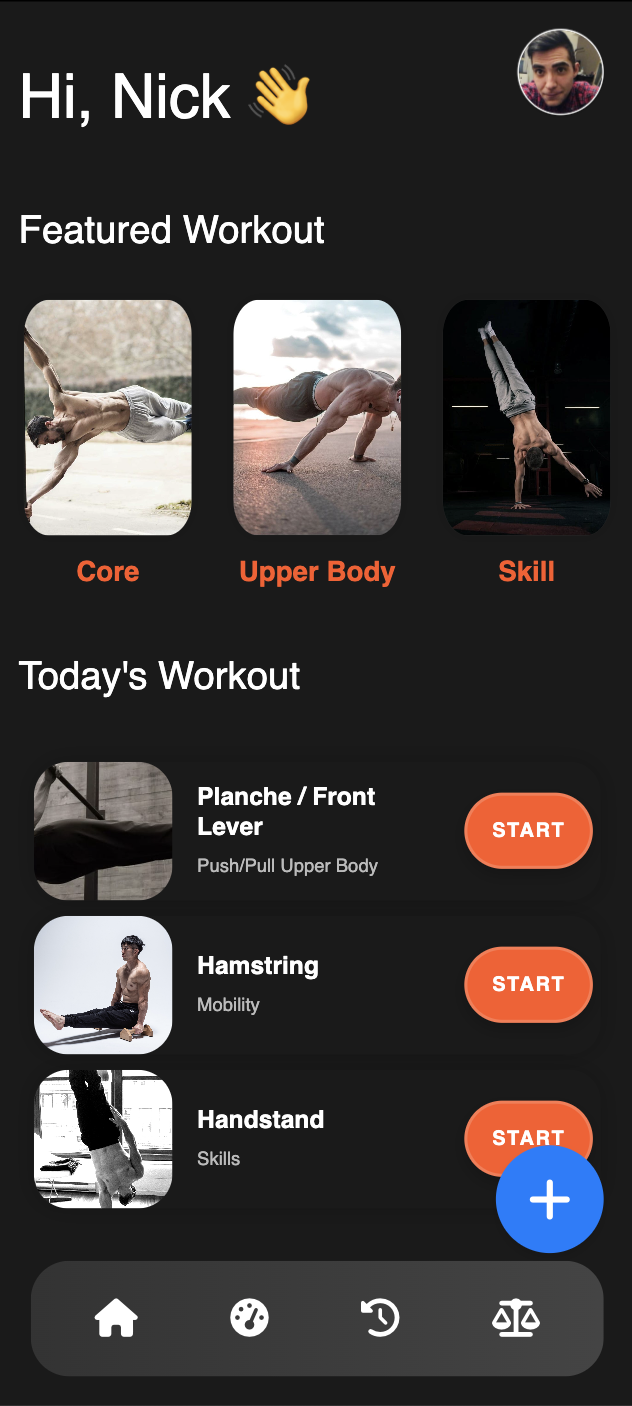 Hi, Nick 👋
Featured Workout
Core
Upper Body
Skill
Today's Workout
Planche / Front
Lever
Push/Pull Upper Body
START
Hamstring
Mobility
START
Handstand
Skills
START